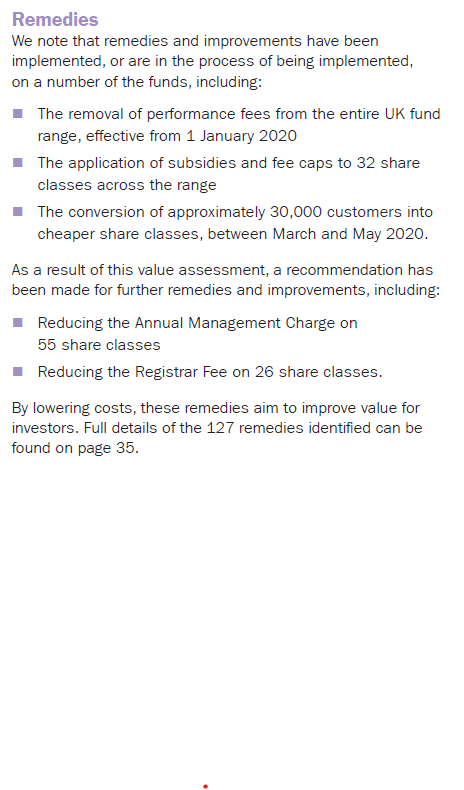 Remedies
We note that remedies and improvements have been
implemented, or are in the process of being implemented,
on a number of the funds, including:
■ The removal of performance fees from the entire UK fund
range, effective from 1 January 2020
■ The application of subsidies and fee caps to 32 share
classes across the range
■ The conversion of approximately 30,000 customers into
cheaper share classes, between March and May 2020.
As a result of this value assessment, a recommendation has
been made for further remedies and improvements, including:
■ Reducing the Annual Management Charge on
55 share classes
■ Reducing the Registrar Fee on 26 share classes.
By lowering costs, these remedies aim to improve value for
investors. Full details of the 127 remedies identified can be
found on page 35.